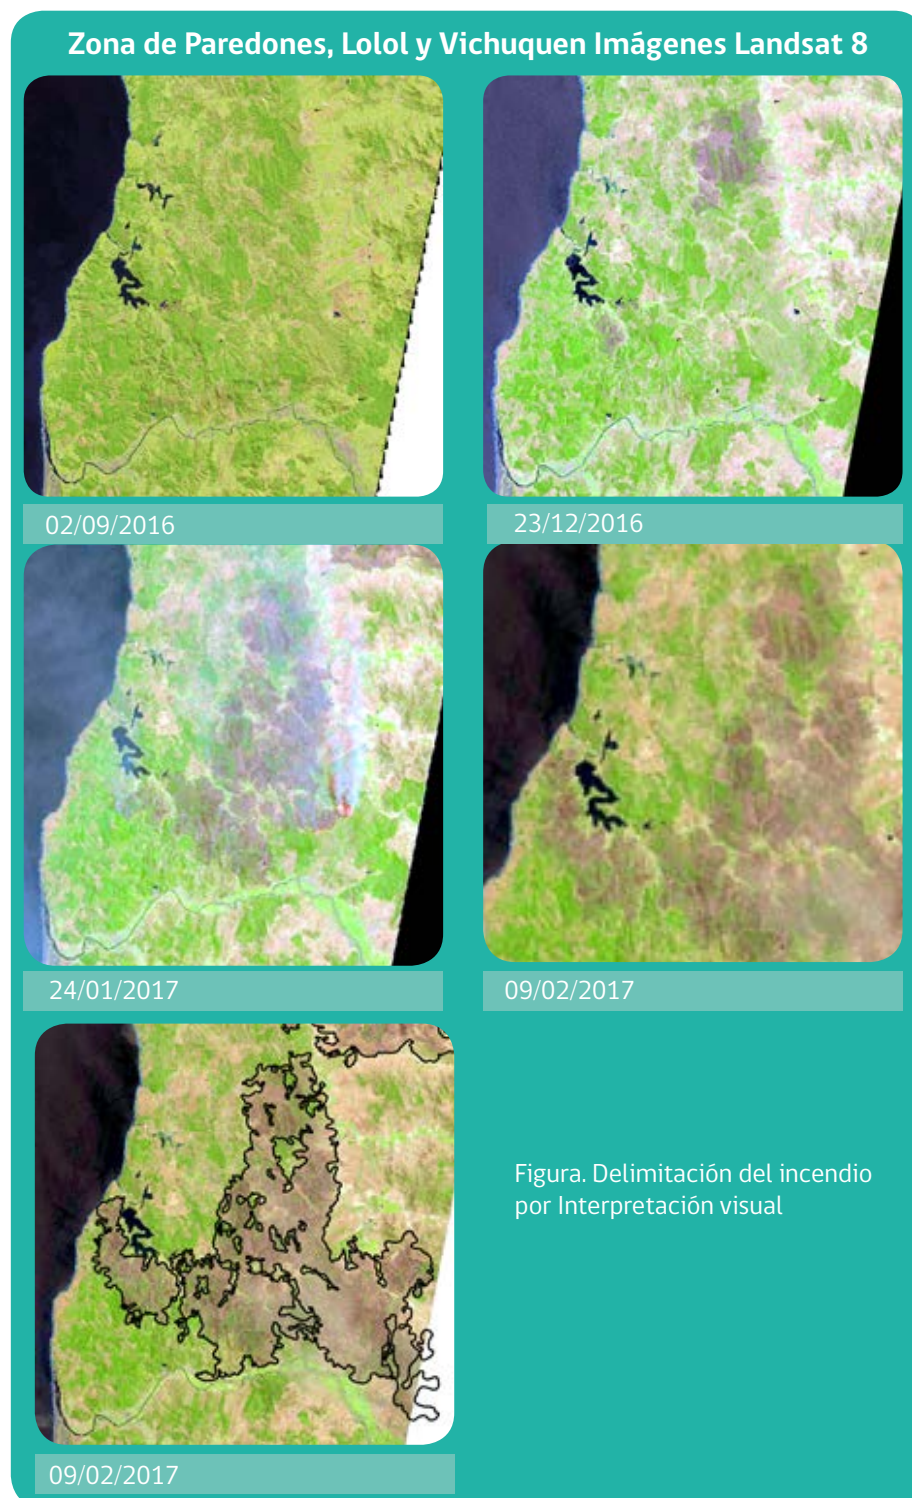 Zona de Paredones, Lolol y Vichuquen Imágenes Landsat 8
02/09/2016
23/12/2016
24/01/2017
09/02/2017
Figura. Delimitación del incendio
por Interpretación visual
09/02/2017